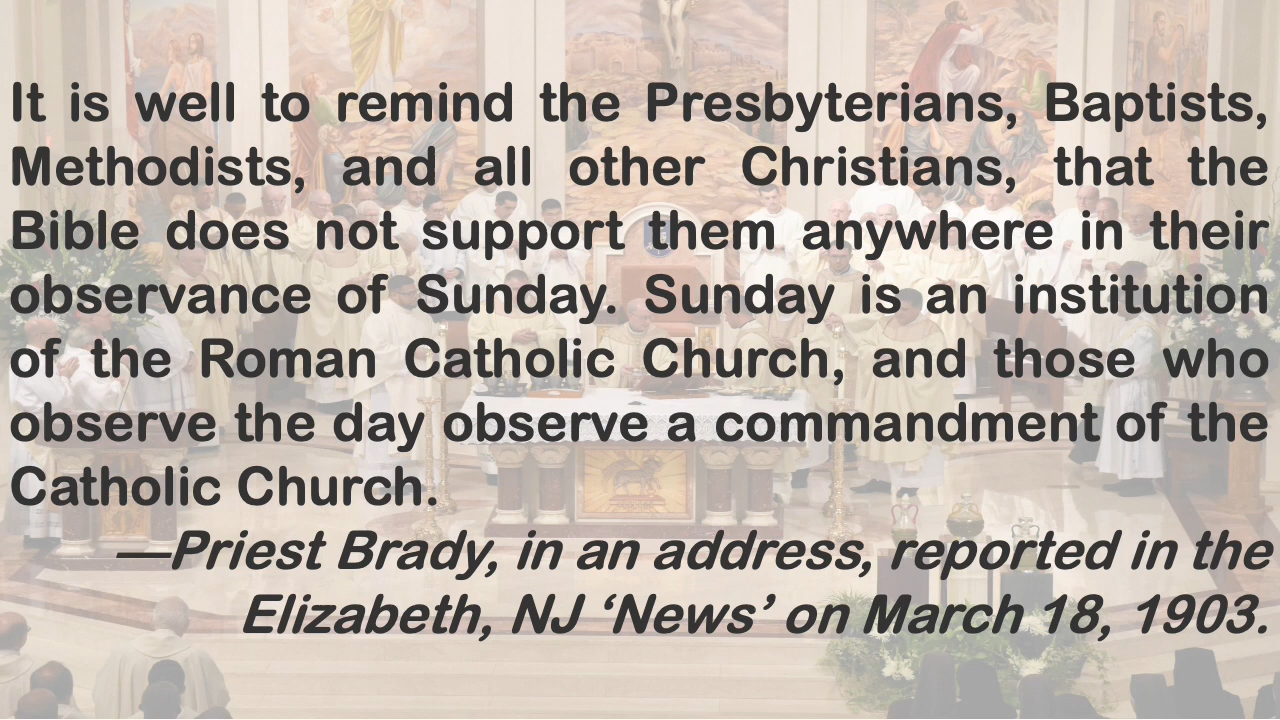 It is well to remind the Presbyterians, Baptists,
Methodists, and all other Christians, that the
Bible does not support them anywhere in their
observance of Sunday. Sunday is an institution
of the Roman Catholic Church, and those who
observe the day observe a commandment of the
Catholic Church.
—Priest Brady, in an address, reported in the
Elizabeth, NJ ‘News’ on March 18, 1903.